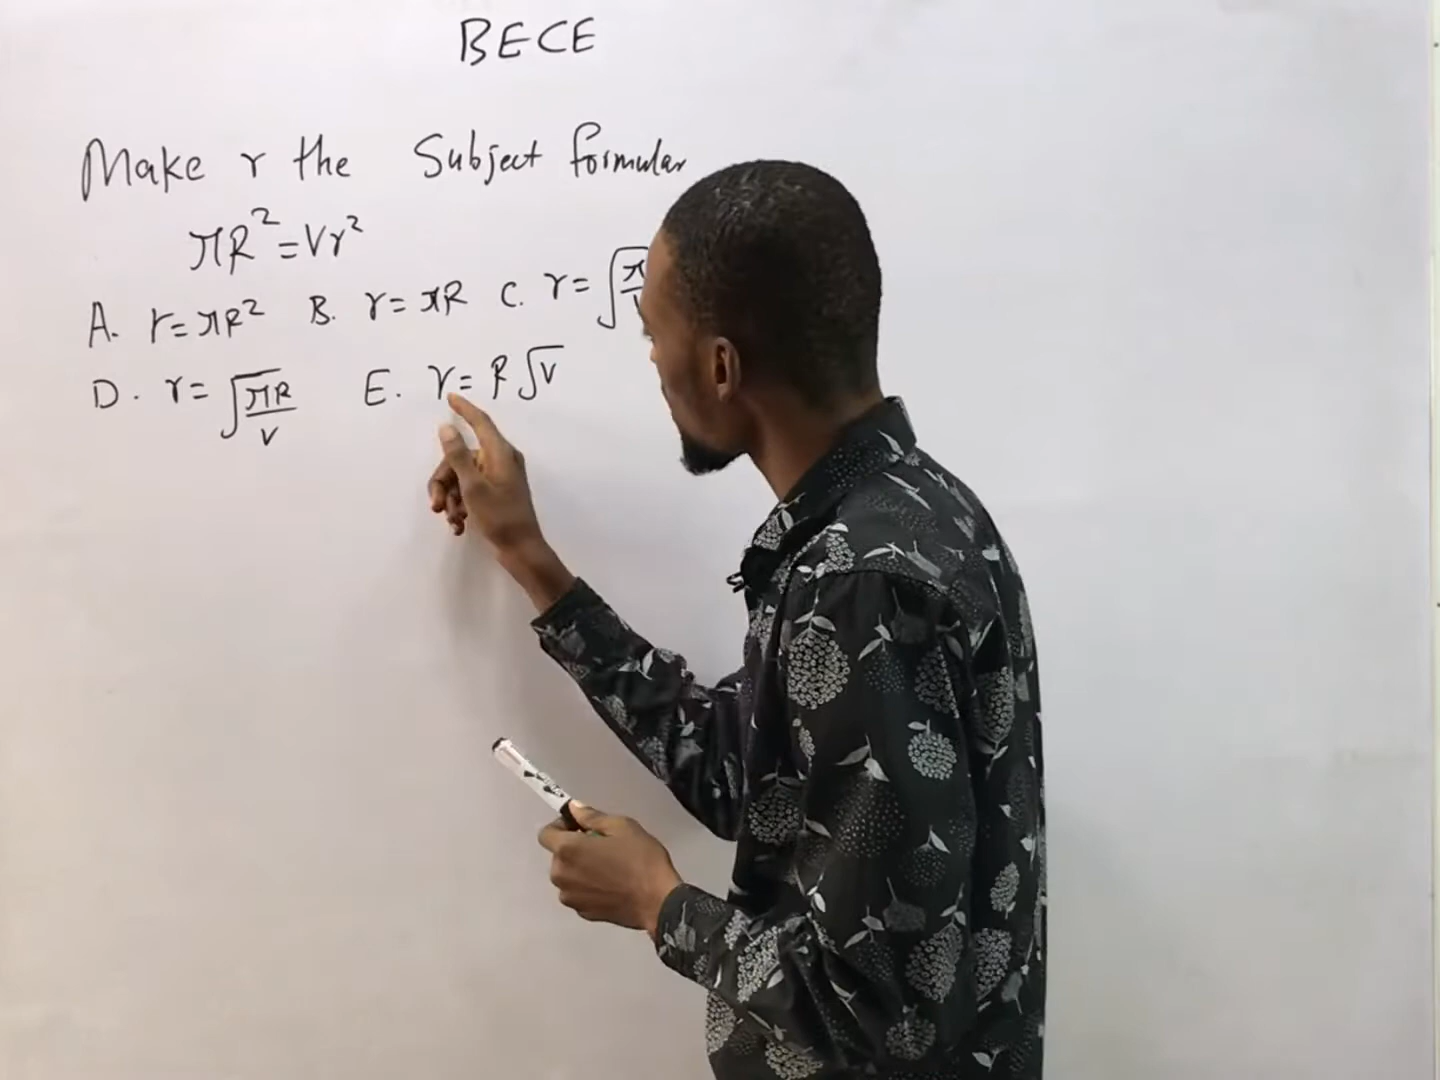 BECE
Make r the Subject formular
πR²=Vr²
A. r=πR² B. r=πR C. r=√π
D. r=√πR/V E. r=R√V